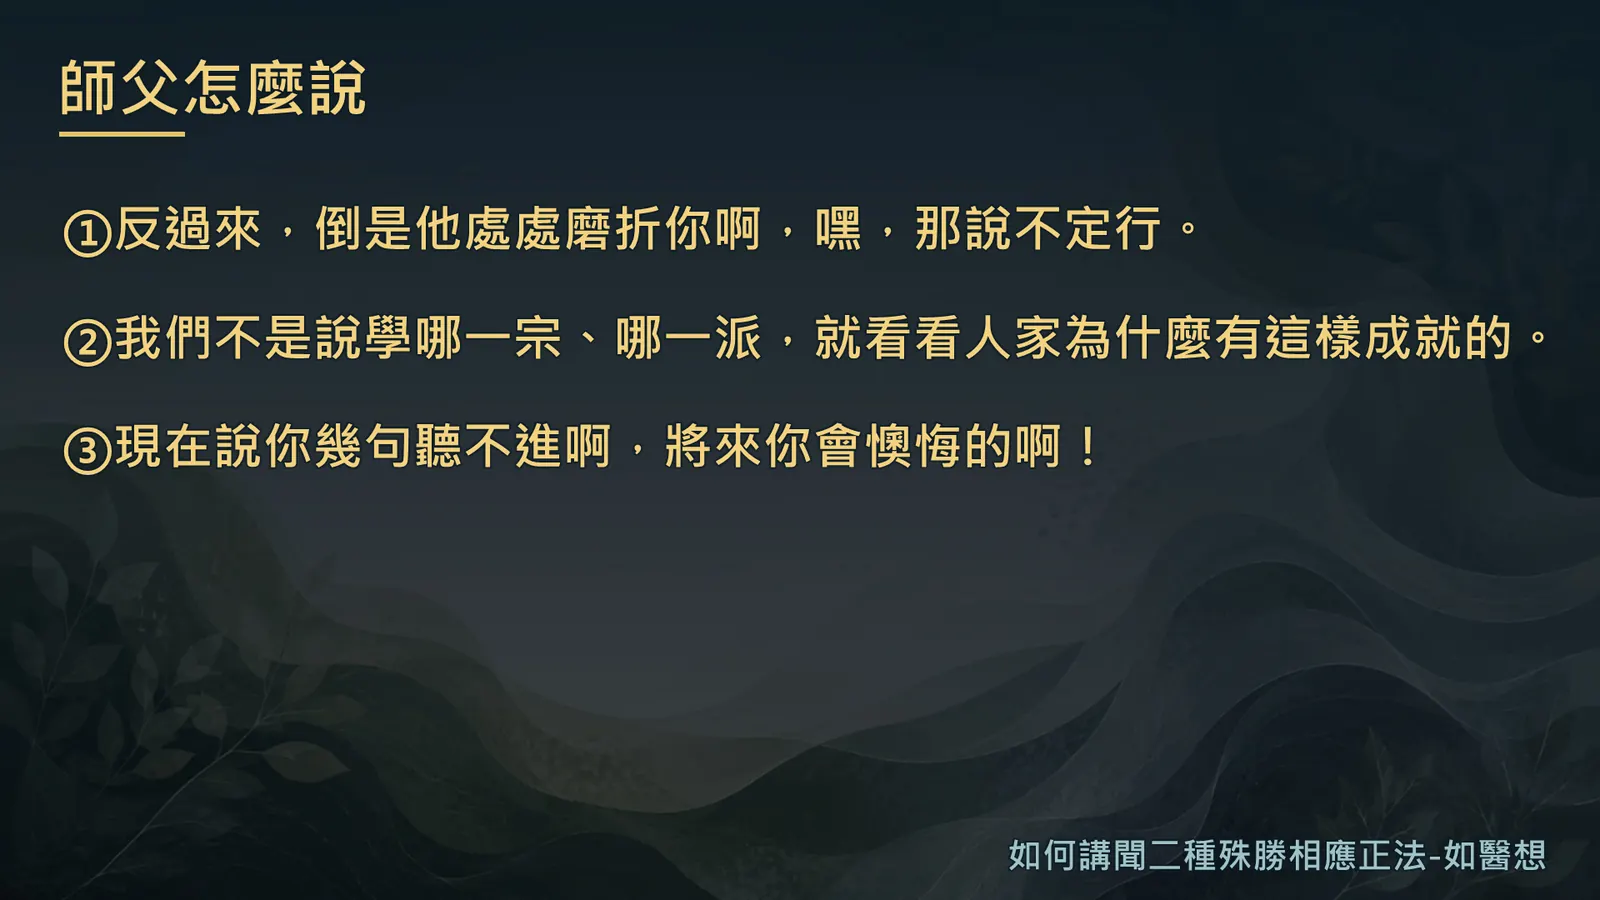 師父怎麼說
①反過來，倒是他處處磨折你啊，嘿，那說不定行。
②我們不是說學哪一宗、哪一派，就看看人家為什麼有這樣成就的。
③現在說你幾句聽不進啊，將來你會懊悔的啊！
如何講聞二種殊勝相應正法-如醫想